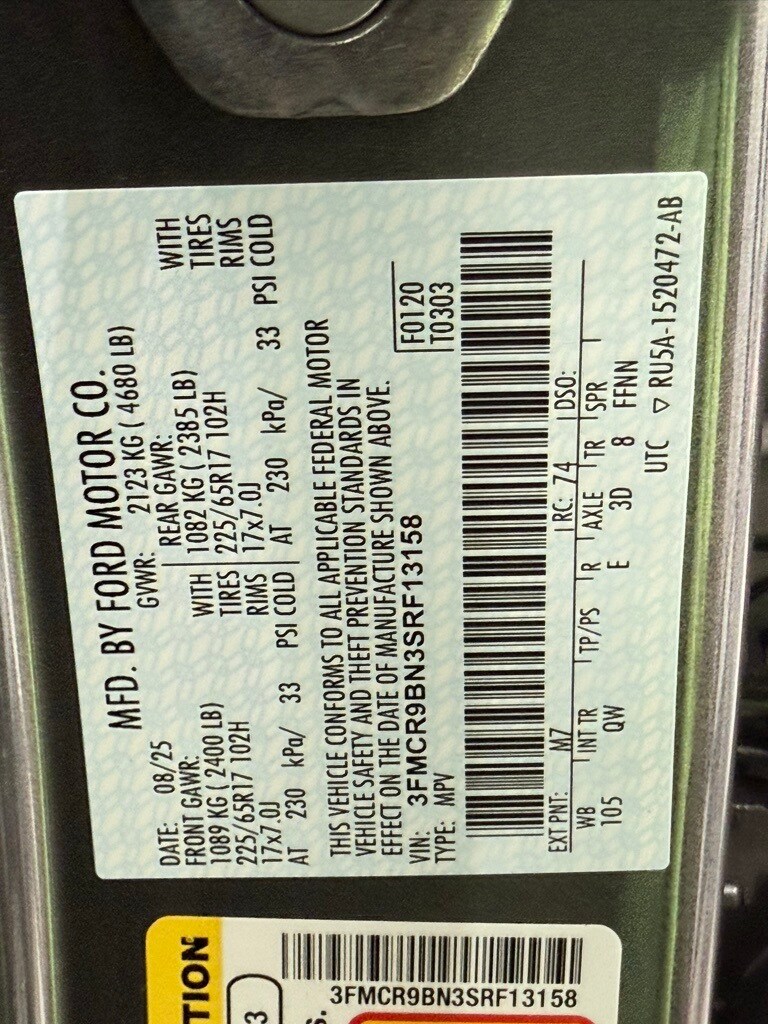 MFD. BY FORD MOTOR CO.
DATE: 08/25 GVWR: 2123 KG ( 4680 LB)
FRONT GAWR: REAR GAWR:
1089 KG ( 2400 LB) WITH 1082 KG ( 2385 LB) WITH
225/65R17 102H TIRES 225/65R17 102H TIRES
17x7.0J RIMS 17x7.0J RIMS
AT 230 kPa/ 33 PSI COLD AT 230 kPa/ 33 PSI COLD
THIS VEHICLE CONFORMS TO ALL APPLICABLE FEDERAL MOTOR
VEHICLE SAFETY AND THEFT PREVENTION STANDARDS IN
EFFECT ON THE DATE OF MANUFACTURE SHOWN ABOVE.
VIN: 3FMCR9BN3SRF13158 F0120
TYPE: MPV T0303
EXT PNT: M7 RC: 74 DSO:
WB INT TR TP/PS R AXLE TR SPR
105 QW E 3D 8 FFNN
UTC ▽ RU5A-1520472-AB
TION
3
s.
3FMCR9BN3SRF13158